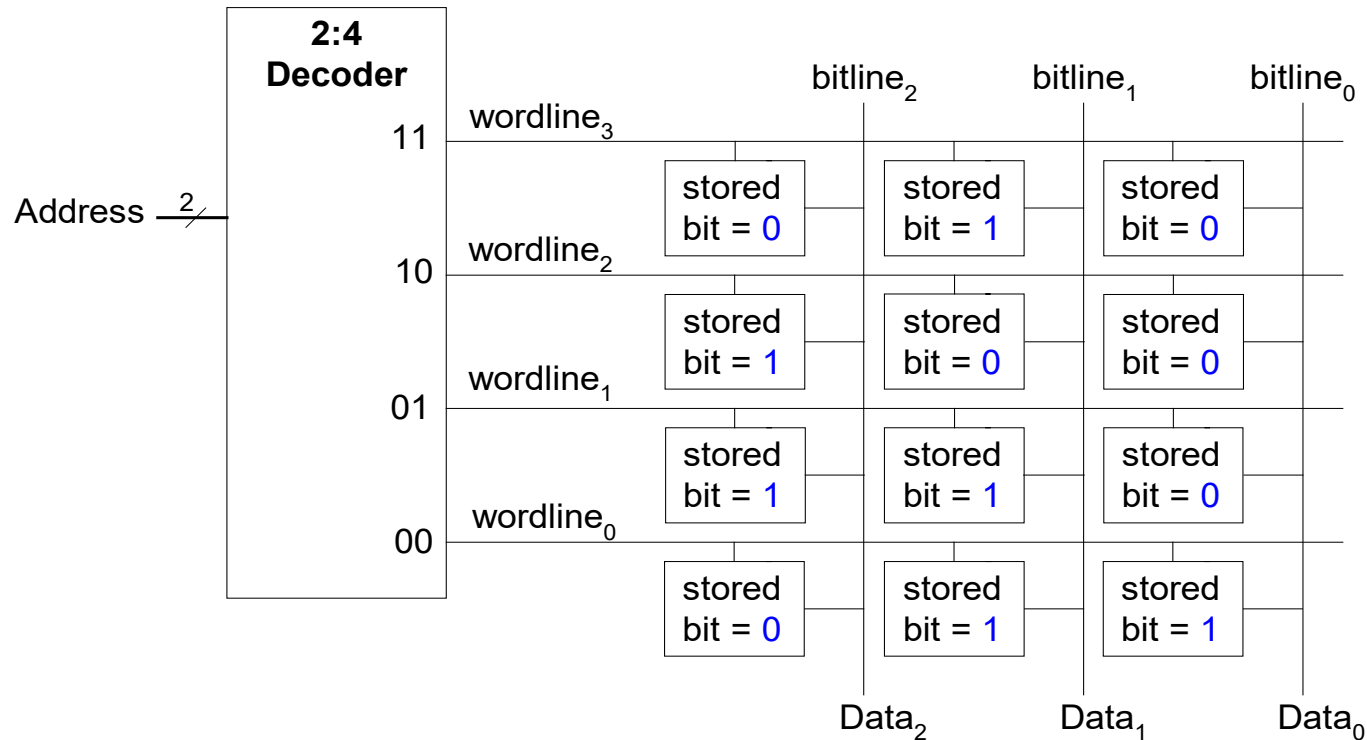 2:4
Decoder
bitline₂ bitline₁ bitline₀
wordline₃
11
stored stored stored
bit = 0 bit = 1 bit = 0
Address 2
wordline₂
10
stored stored stored
bit = 1 bit = 0 bit = 0
wordline₁
01
stored stored stored
bit = 1 bit = 1 bit = 0
wordline₀
00
stored stored stored
bit = 0 bit = 1 bit = 1
Data₂ Data₁ Data₀